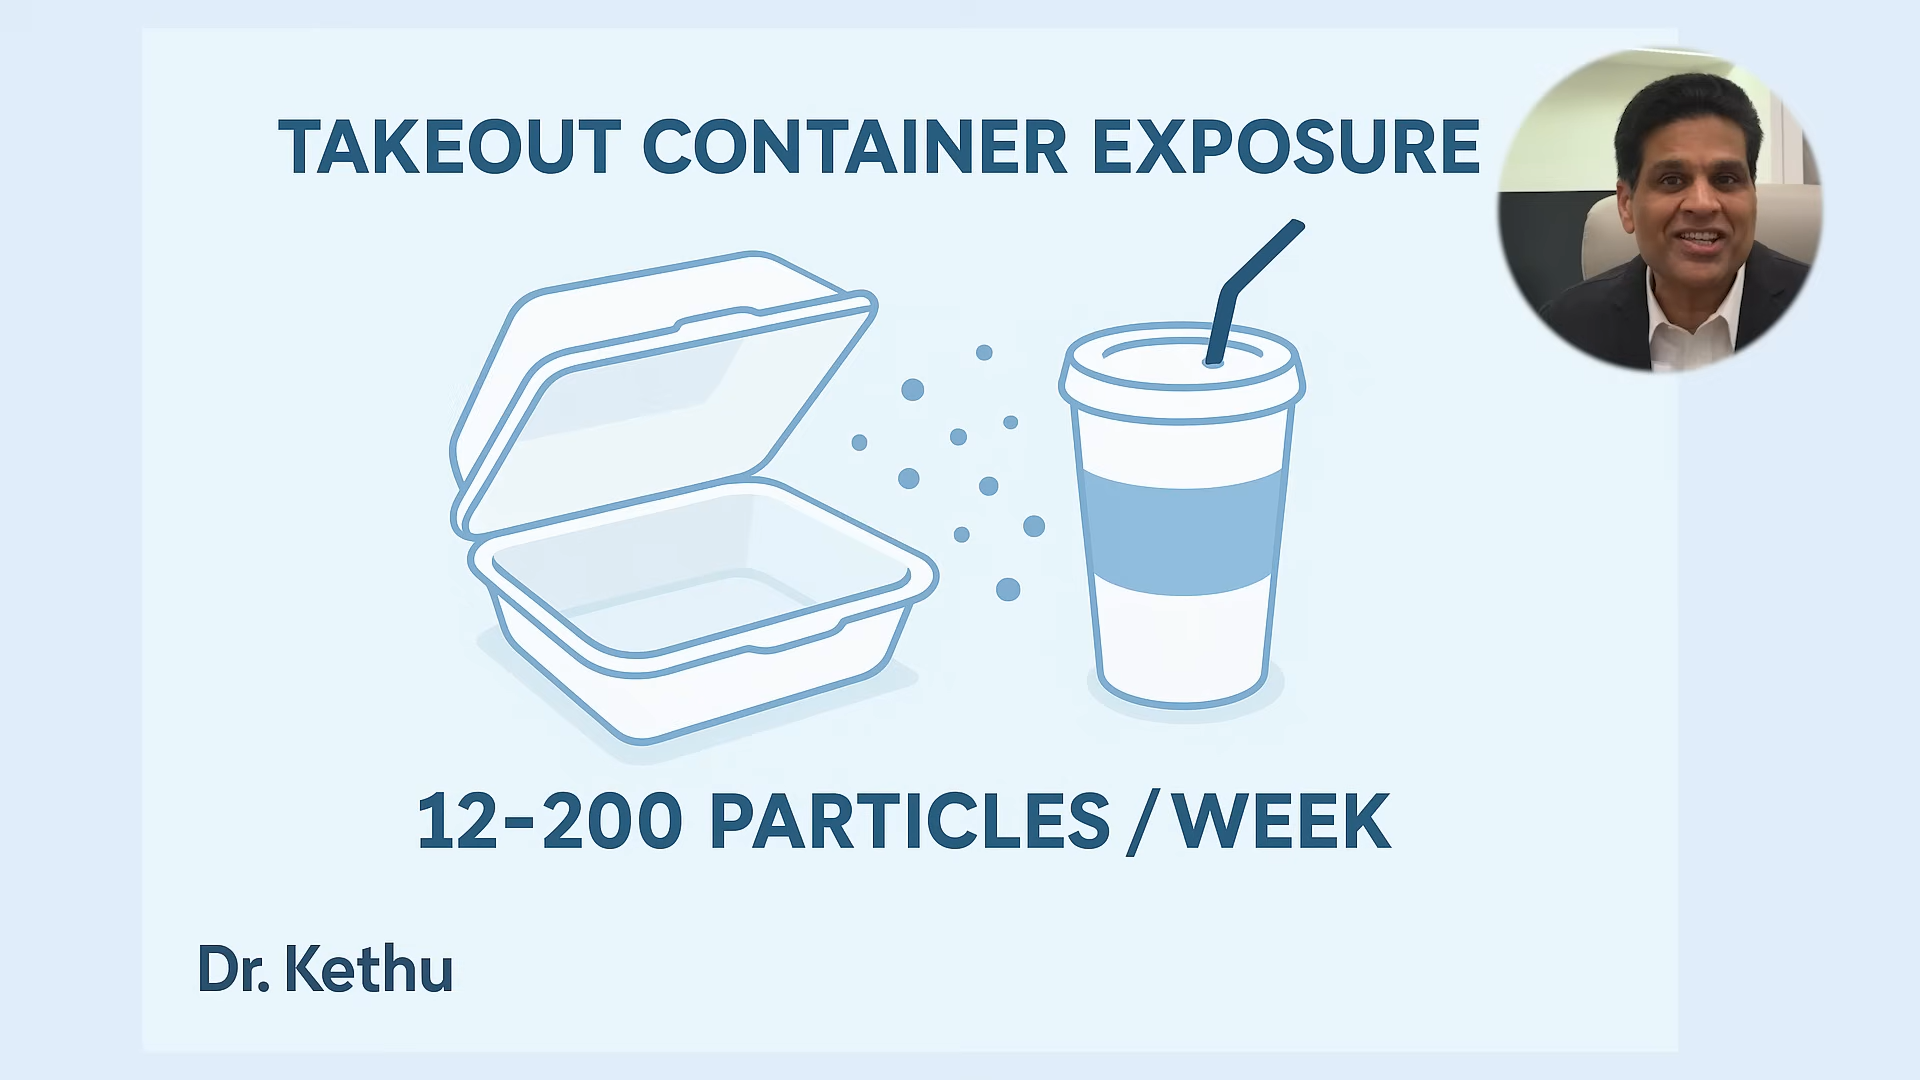 TAKEOUT CONTAINER EXPOSURE
12-200 PARTICLES / WEEK
Dr. Kethu